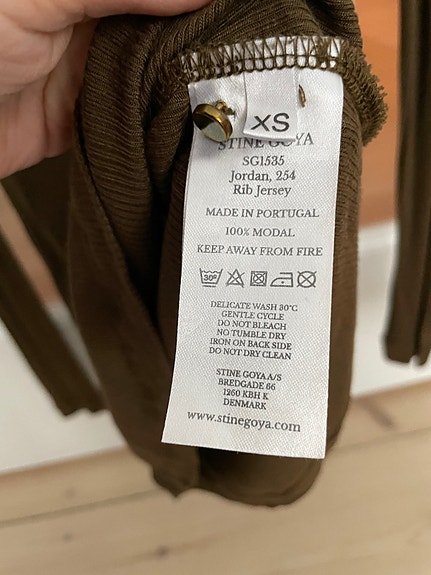 XS
STINE GOYA
SG1535
Jordan, 254
Rib Jersey
MADE IN PORTUGAL
100% MODAL
KEEP AWAY FROM FIRE
30°
DELICATE WASH 30°C
GENTLE CYCLE
DO NOT BLEACH
NO TUMBLE DRY
IRON ON BACK SIDE
DO NOT DRY CLEAN
STINE GOYA A/S
BREDGADE 66
1260 KBH K
DENMARK
www.stinegoya.com